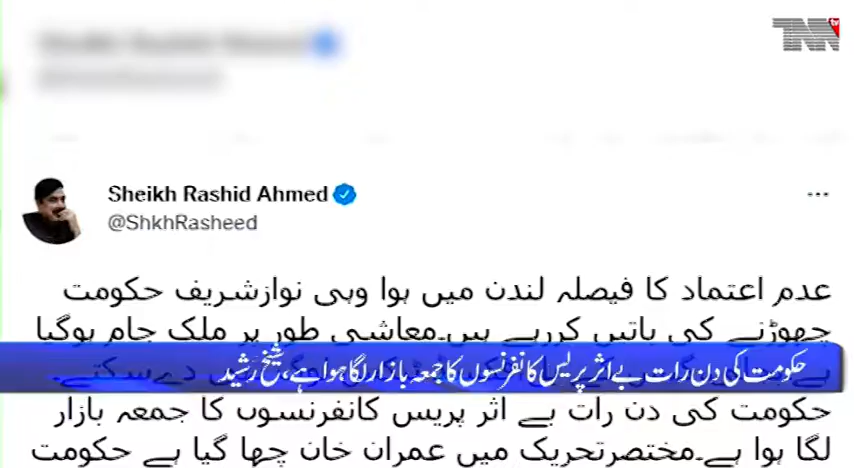 TNN tv
Sheikh Rashid Ahmed
@ShkhRasheed
عدم اعتماد کا فیصلہ لندن میں ہوا وہی نوازشریف حکومت
چھوڑنے کی باتیں کررہے ہیں۔معاشی طور پر ملک جام ہوگیا
حکومت کی دن رات بے اثر پریس کانفرنسوں کا جمعہ بازار لگا ہوا ہے، شیخ رشید
دےسکتے۔
حکومت کی دن رات بے اثر پریس کانفرنسوں کا جمعہ بازار
لگا ہوا ہے۔مختصرتحریک میں عمران خان چھا گیا ہے حکومت